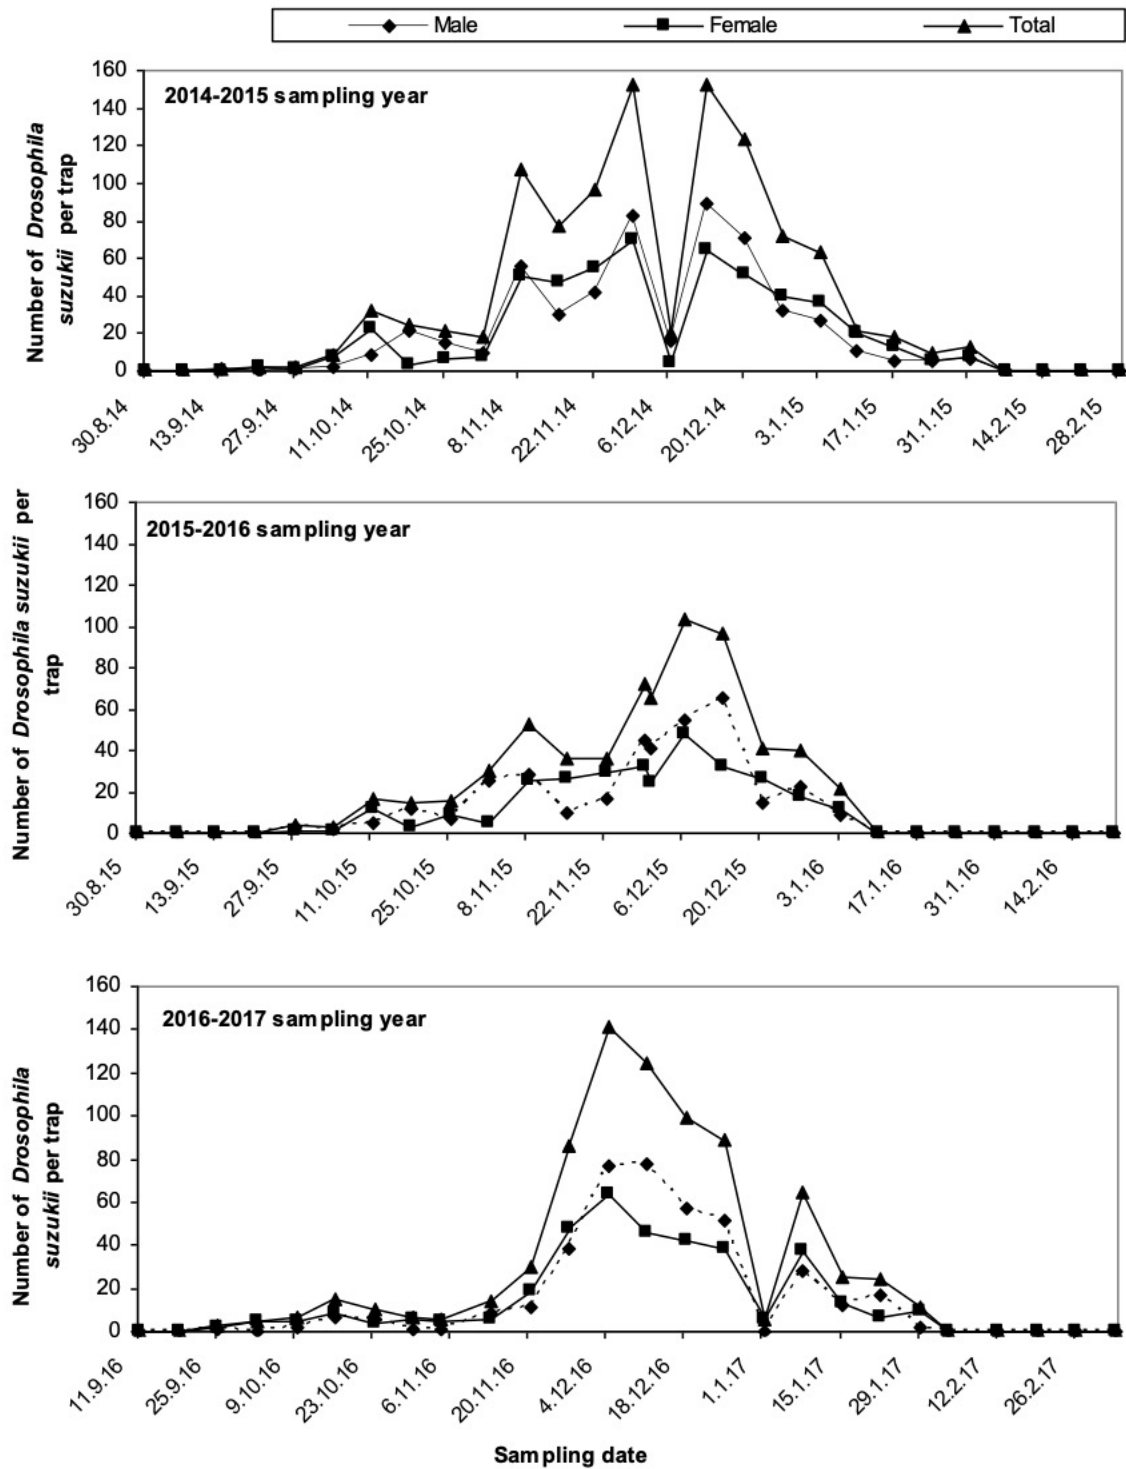 Male Female Total
160
140
120
100
80
60
40
20
0
2014-2015 sampling year
Number of Drosophila
suzukii per trap
30.8.14 13.9.14 27.9.14 11.10.14 25.10.14 8.11.14 22.11.14 6.12.14 20.12.14 3.1.15 17.1.15 31.1.15 14.2.15 28.2.15
160
140
120
100
80
60
40
20
0
2015-2016 sampling year
Number of Drosophila suzukii per
trap
30.8.15 13.9.15 27.9.15 11.10.15 25.10.15 8.11.15 22.11.15 6.12.15 20.12.15 3.1.16 17.1.16 31.1.16 14.2.16
160
140
120
100
80
60
40
20
0
2016-2017 sampling year
Number of Drosophila
suzukii per trap
11.9.16 25.9.16 9.10.16 23.10.16 6.11.16 20.11.16 4.12.16 18.12.16 1.1.17 15.1.17 29.1.17 12.2.17 26.2.17
Sampling date